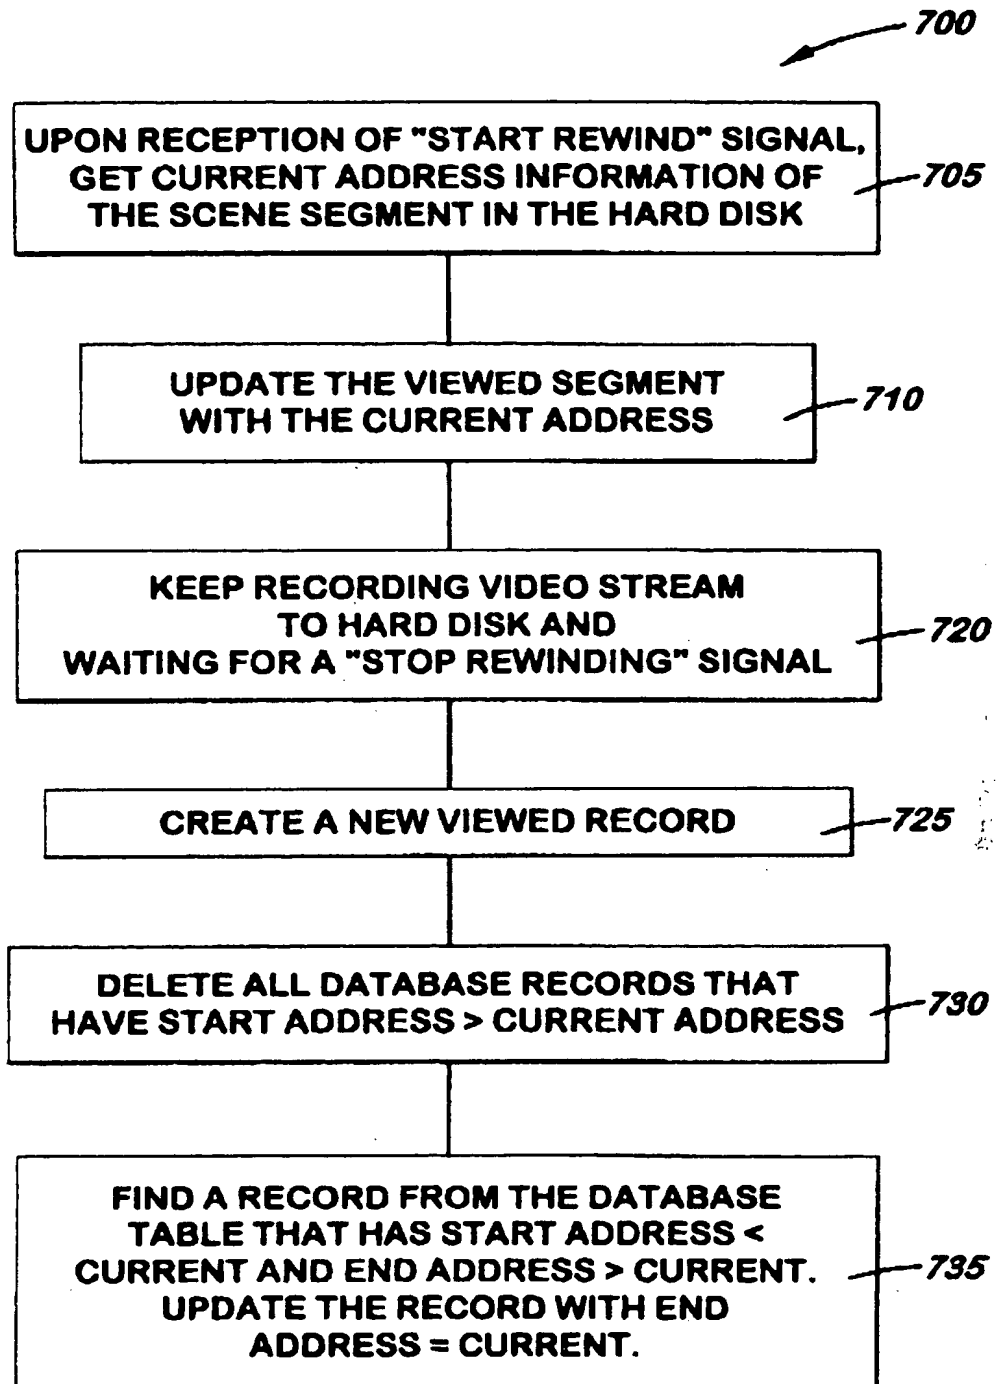 700
UPON RECEPTION OF "START REWIND" SIGNAL,
GET CURRENT ADDRESS INFORMATION OF
THE SCENE SEGMENT IN THE HARD DISK
705
UPDATE THE VIEWED SEGMENT
WITH THE CURRENT ADDRESS
710
KEEP RECORDING VIDEO STREAM
TO HARD DISK AND
WAITING FOR A "STOP REWINDING" SIGNAL
720
CREATE A NEW VIEWED RECORD
725
DELETE ALL DATABASE RECORDS THAT
HAVE START ADDRESS > CURRENT ADDRESS
730
FIND A RECORD FROM THE DATABASE
TABLE THAT HAS START ADDRESS <
CURRENT AND END ADDRESS > CURRENT.
UPDATE THE RECORD WITH END
ADDRESS = CURRENT.
735